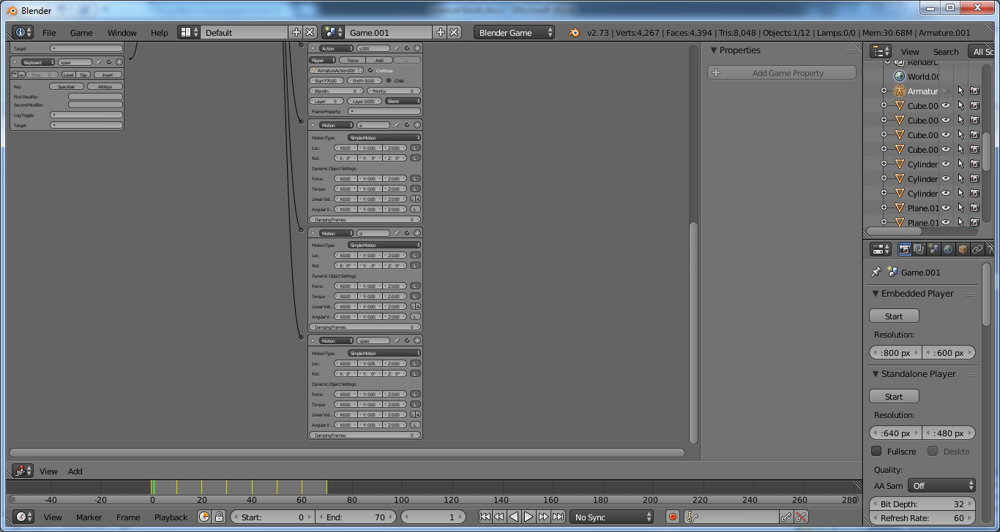 Blender
File Game Window Help Default Game.001 Blender Game v2.73 | Verts:4,267 | Faces:4,394 | Tris:8,048 | Objects:1/12 | Lamps:0/0 | Mem:30.68M | Armature.001
Target:
Keyboard spasi
Freq: 0 Level Tap Invert
Key: Spacebar All Keys
First Modifier:
Second Modifier:
Log Toggle:
Target:
Action s.001
Flipper Force Add L
ArmatureAction.000 Continue
Child
Blendin: 0 Priority: 0
Layer: 0 Blend
Frame Property:
Motion a
Motion Type: Simple Motion
Loc: X:0.00 Y: 0.00 Z:0.00 L
Rot: X: 0° Y: 3° Z: 0° L
Dynamic Object Settings:
Force: X:0.00 Y: 0.00 Z:0.00 L
Torque: X:0.00 Y: 0.00 Z:0.00 L
Linear Vel... X:0.00 Y: 0.00 Z:0.00 L A
Angular V... X:0.00 Y: 0.00 Z:0.00 L
Damping Frames: 0
Motion d
Motion Type: Simple Motion
Loc: X:0.00 Y: 0.00 Z:0.00 L
Rot: X: 0° Y: -3° Z: 0° L
Dynamic Object Settings:
Force: X:0.00 Y: 0.00 Z:0.00 L
Torque: X:0.00 Y: 0.00 Z:0.00 L
Linear Vel... X:0.00 Y: 0.00 Z:0.00 L A
Angular V... X:0.00 Y: 0.00 Z:0.00 L
Damping Frames: 0
Motion spasi
Motion Type: Simple Motion
Loc: X:0.00 Y: 0.05 Z:0.00 L
Rot: X: 0° Y: 0° Z: 0° L
Dynamic Object Settings:
Force: X:0.00 Y: 0.00 Z:0.00 L
Torque: X:0.00 Y: 0.00 Z:0.00 L
Linear Vel... X:0.00 Y: 0.00 Z:0.00 L A
Angular V... X:0.00 Y: 0.00 Z:0.00 L
Damping Frames: 0
Properties
Add Game Property
View Search All Sc
RenderL
World.00
Armatur
Cube.00
Cube.00
Cube.00
Cube.00
Cylinder
Cylinder
Cylinder
Plane.01
Plane.01
Game.001
Embedded Player
Start
Resolution:
:800 px :600 px
Standalone Player
Start
Resolution:
:640 px :480 px
Fullscre Deskto
Quality:
AA Sam Off
Bit Depth: 32
Refresh Rate: 60
View Add
-40 -20 0 20 40 60 80 100 120 140 160 180 200 220 240 260 280
View Marker Frame Playback Start: 0 End: 70 1 No Sync